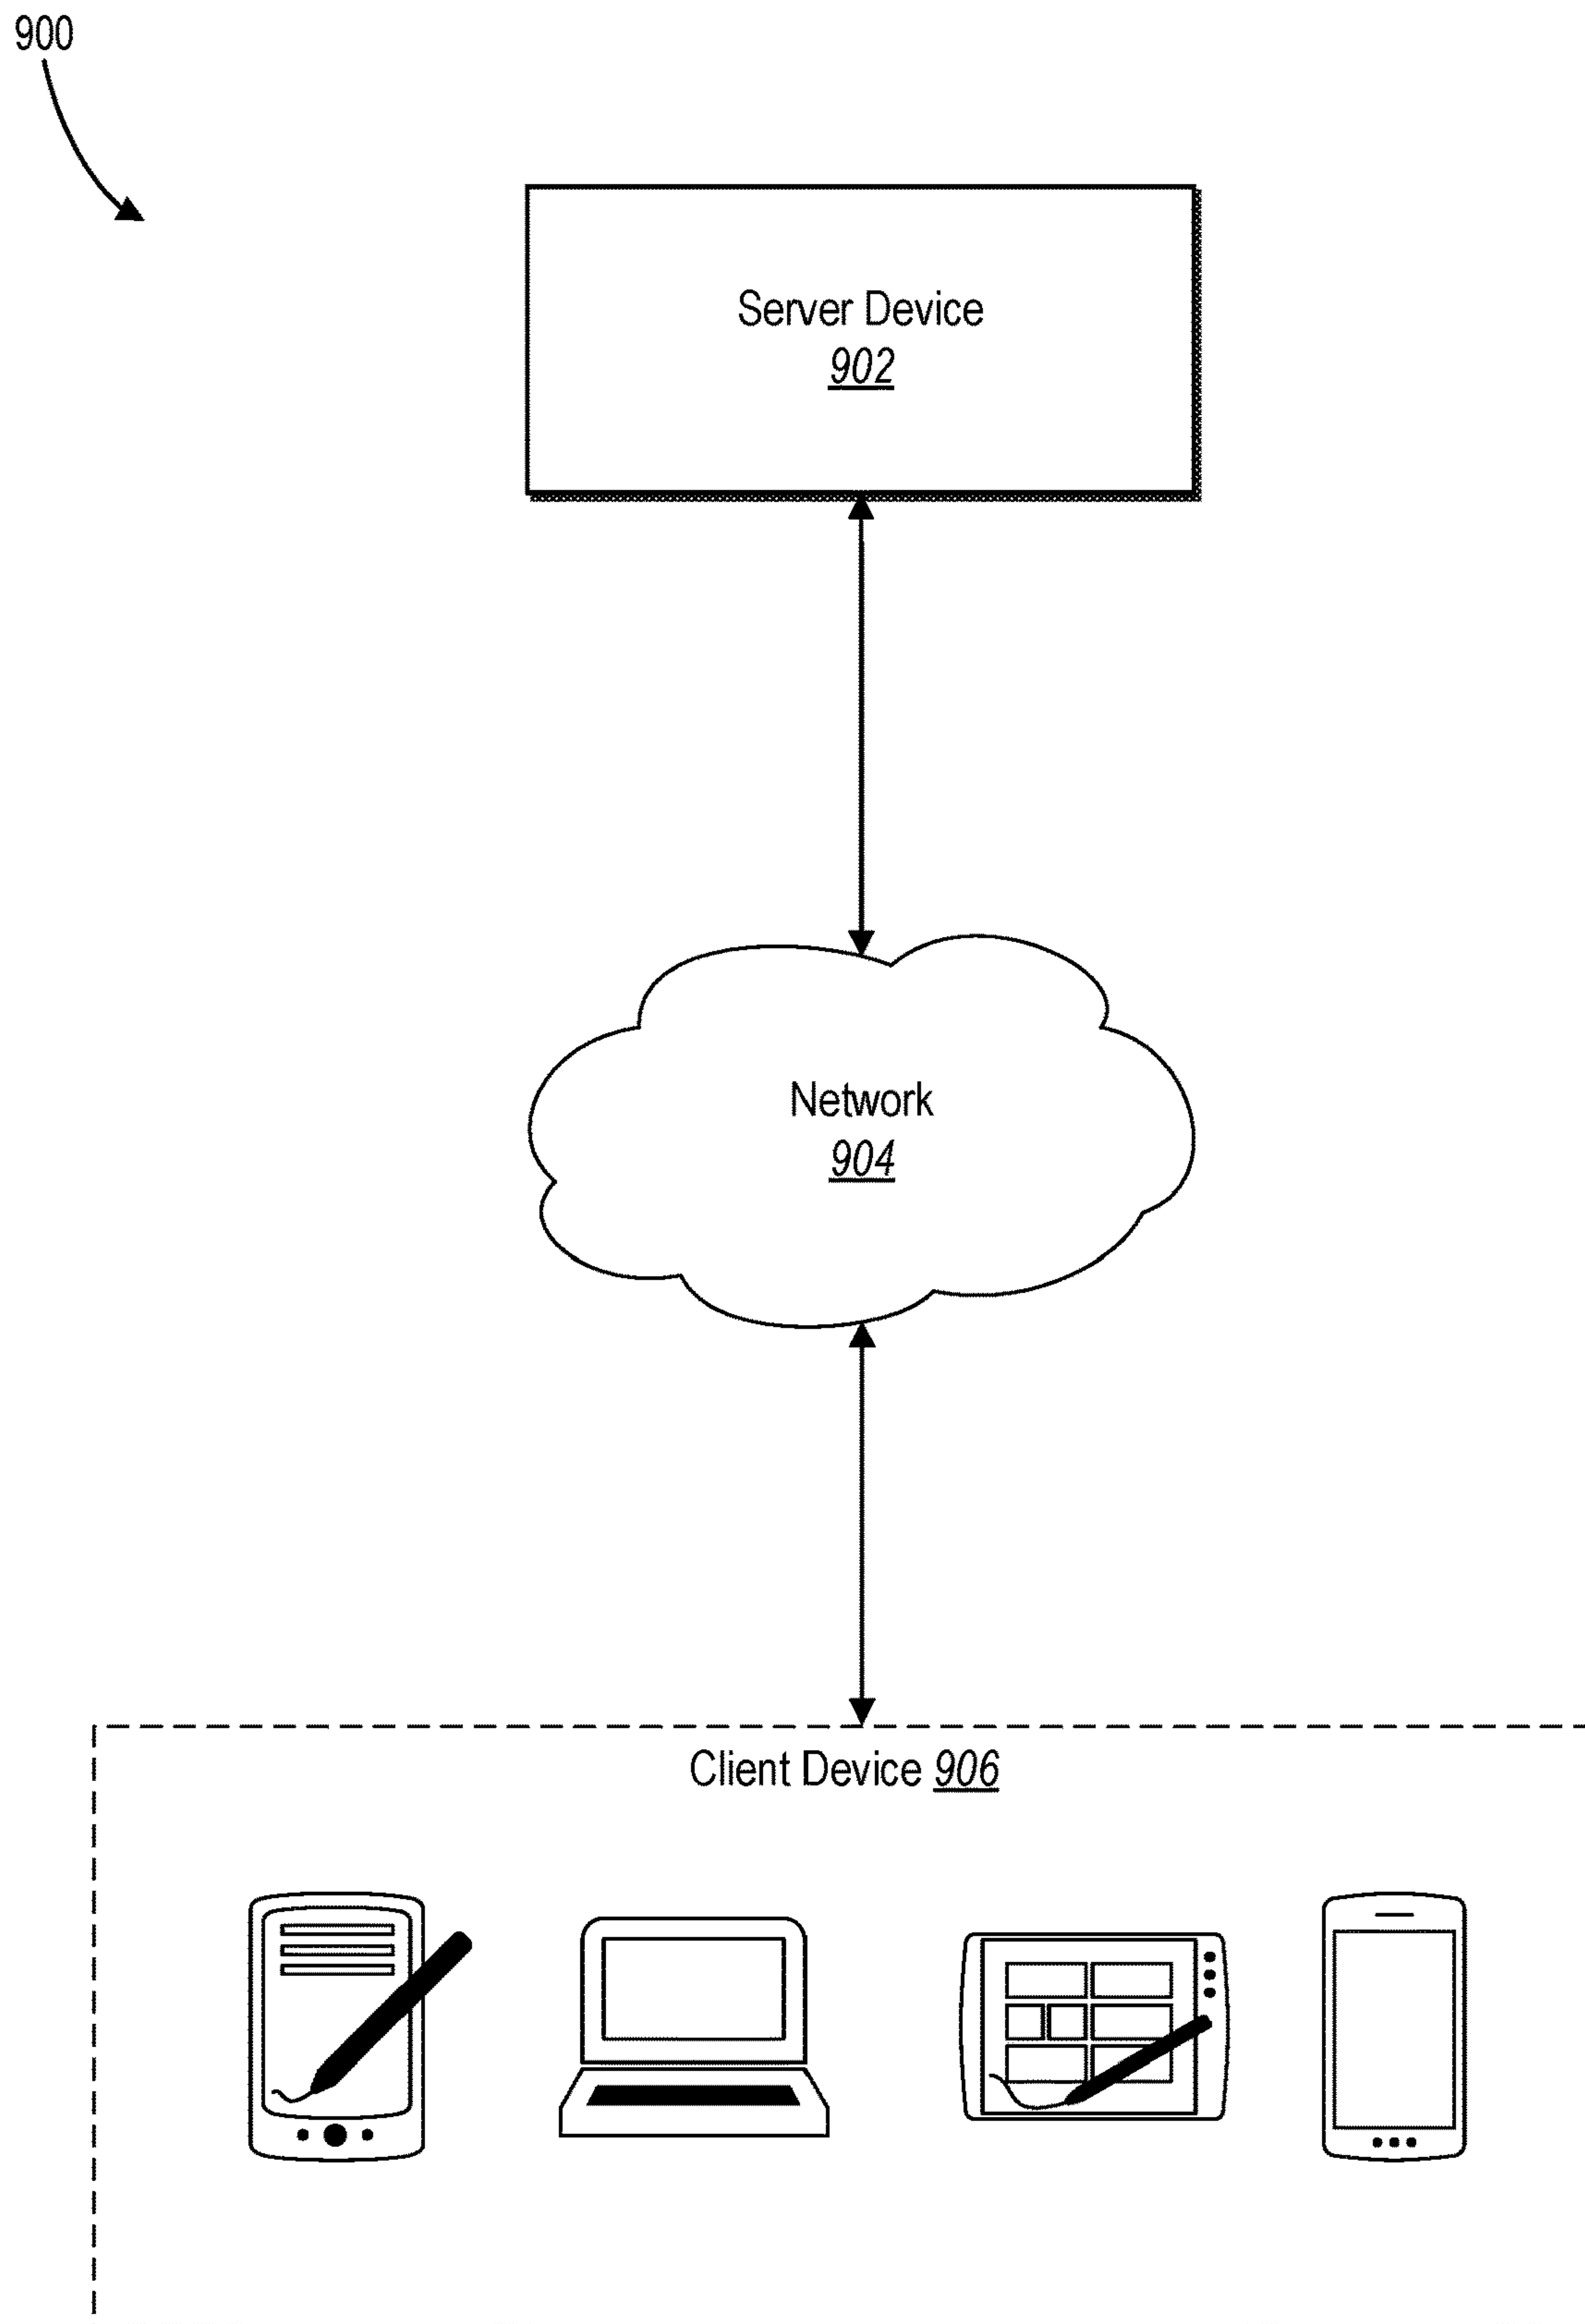 900
Server Device
902
Network
904
Client Device 906